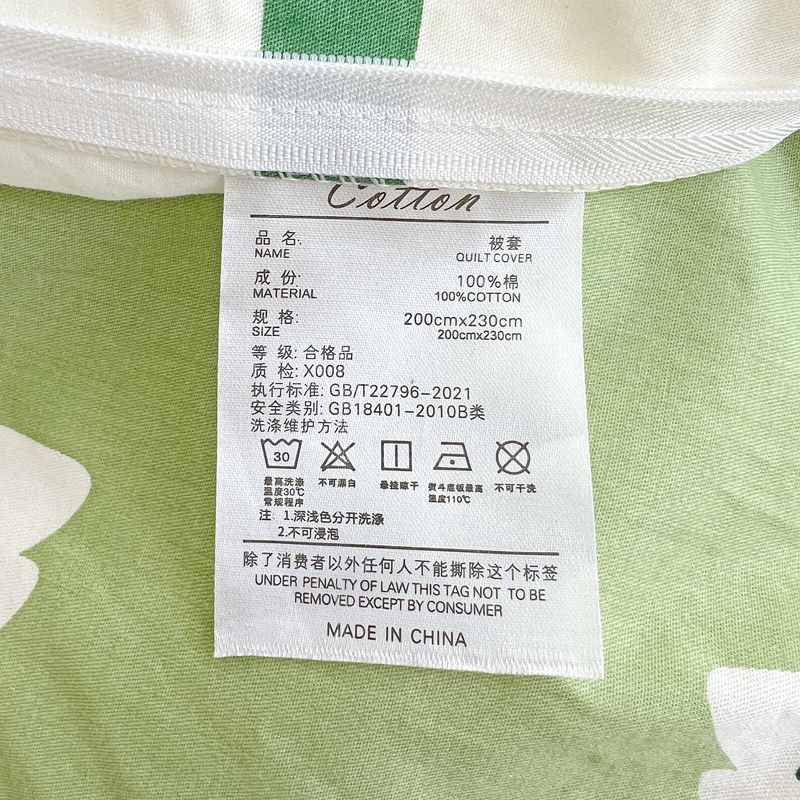 Cotton
品 名: 被套
NAME QUILT COVER
成 份: 100%棉
MATERIAL 100%COTTON
规 格: 200cmx230cm
SIZE 200cmx230cm
等 级: 合格品
质 检: X008
执行标准: GB/T22796-2021
安全类别: GB18401-2010B类
洗涤维护方法
30
最高洗涤 不可漂白 悬挂晾干 熨斗底板最高 不可干洗
温度30℃ 温度110℃
常规程序
注: 1.深浅色分开洗涤
2.不可浸泡
除了消费者以外任何人不能撕除这个标签
UNDER PENALTY OF LAW THIS TAG NOT TO BE
REMOVED EXCEPT BY CONSUMER
MADE IN CHINA